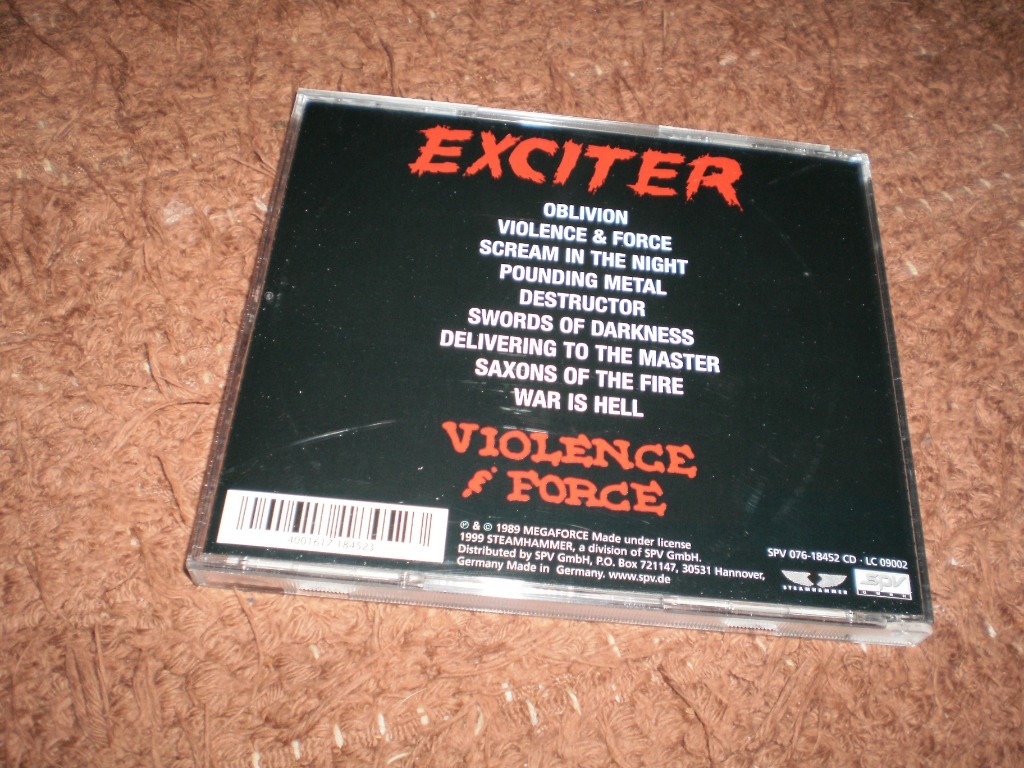 EXCITER
OBLIVION
VIOLENCE & FORCE
SCREAM IN THE NIGHT
POUNDING METAL
DESTRUCTOR
SWORDS OF DARKNESS
DELIVERING TO THE MASTER
SAXONS OF THE FIRE
WAR IS HELL
VIOLENCE
& FORCE
4001617 184523
℗ & © 1989 MEGAFORCE Made under license
1999 STEAMHAMMER, a division of SPV GmbH.
Distributed by SPV GmbH, P.O. Box 721147, 30531 Hannover,
Germany Made in Germany. www.spv.de
SPV 076-18452 CD · LC 09002
STEAMHAMMER
SPV